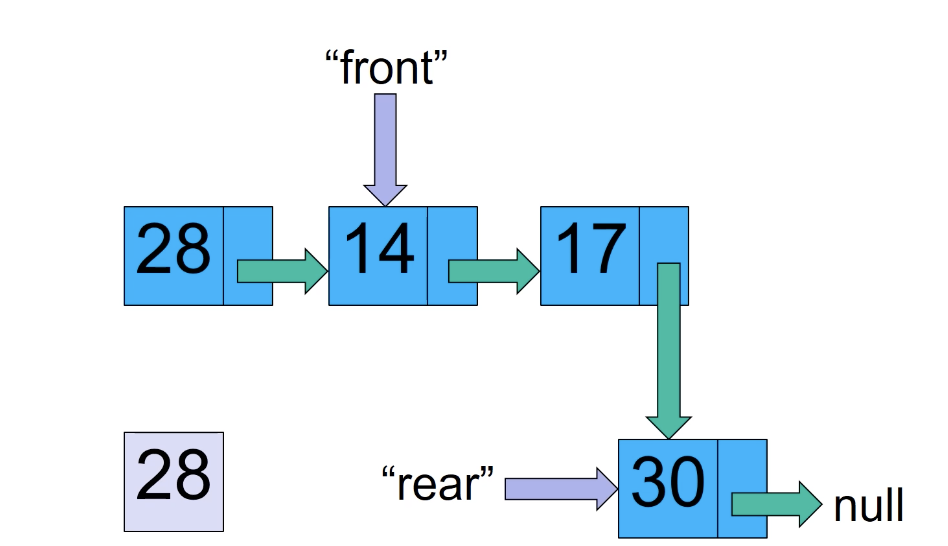 “front”
28 14 17
28
“rear” 30 null